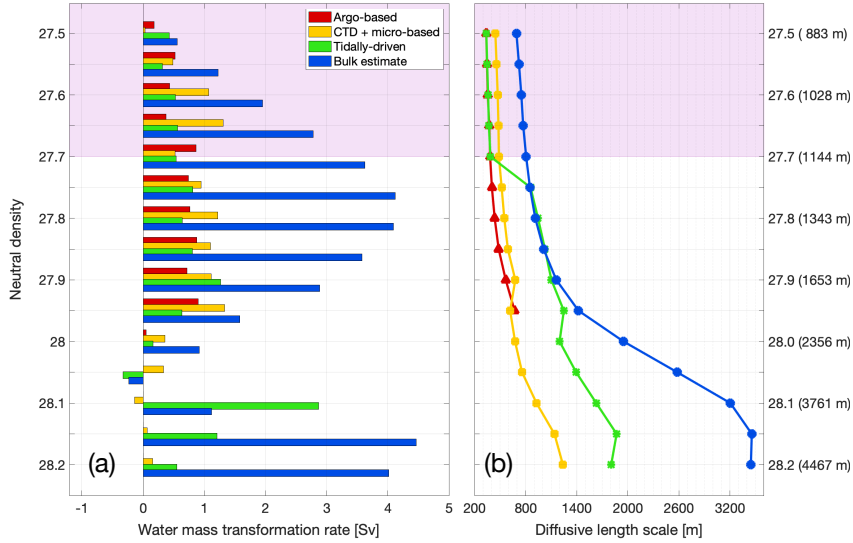 Argo-based
CTD + micro-based
Tidally-driven
Bulk estimate
27.5
27.6
27.7
27.8
27.9
28
28.1
28.2
Neutral density
(a)
-1 0 1 2 3 4 5
Water mass transformation rate [Sv]
27.5 ( 883 m)
27.6 (1028 m)
27.7 (1144 m)
27.8 (1343 m)
27.9 (1653 m)
28.0 (2356 m)
28.1 (3761 m)
28.2 (4467 m)
(b)
200 800 1400 2000 2600 3200
Diffusive length scale [m]